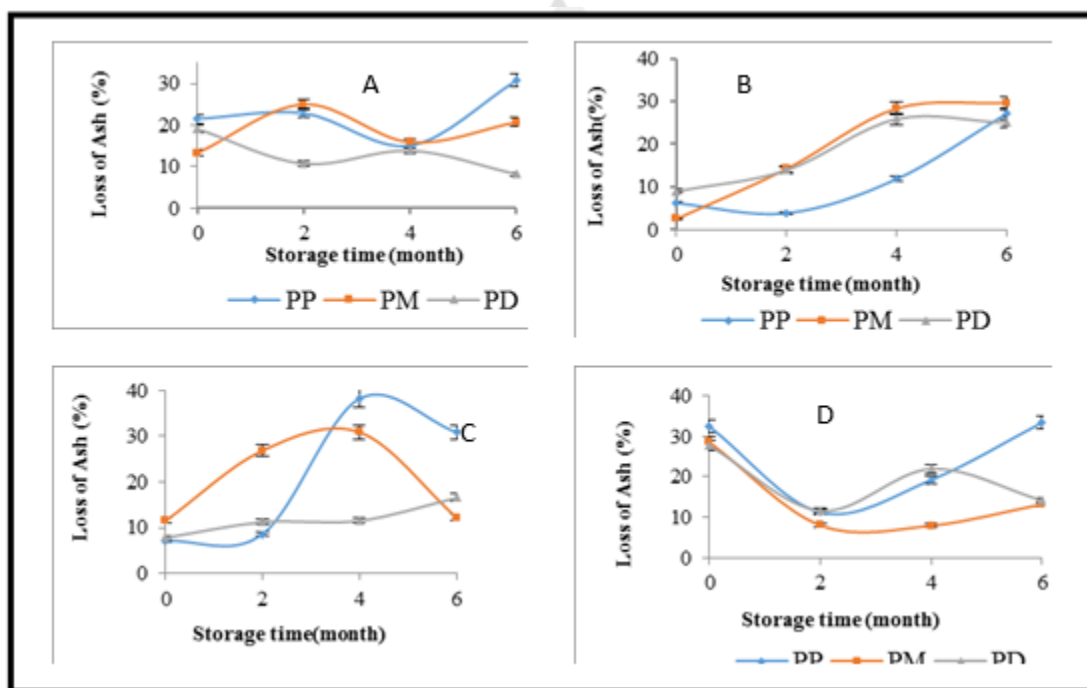 A
Loss of Ash (%)
30
20
10
0
0 2 4 6
Storage time (month)
PP PM PD
B
Loss of Ash(%)
40
30
20
10
0
0 2 4 6
Storage time (month)
PP PM PD
C
Loss of Ash (%)
40
30
20
10
0
0 2 4 6
Storage time(month)
D
Loss of Ash (%)
40
30
20
10
0
0 2 4 6
Storage time (month)
PP PM PD